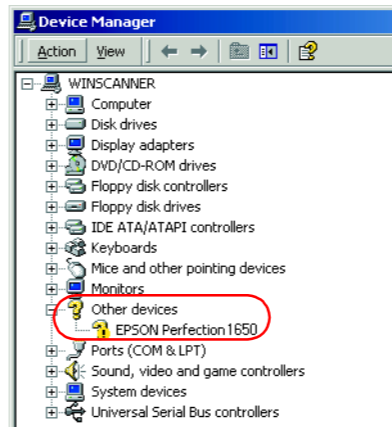 Device Manager
Action View
WINSCANNER
Computer
Disk drives
Display adapters
DVD/CD-ROM drives
Floppy disk controllers
Floppy disk drives
IDE ATA/ATAPI controllers
Keyboards
Mice and other pointing devices
Monitors
Other devices
EPSON Perfection 1650
Ports (COM & LPT)
Sound, video and game controllers
System devices
Universal Serial Bus controllers